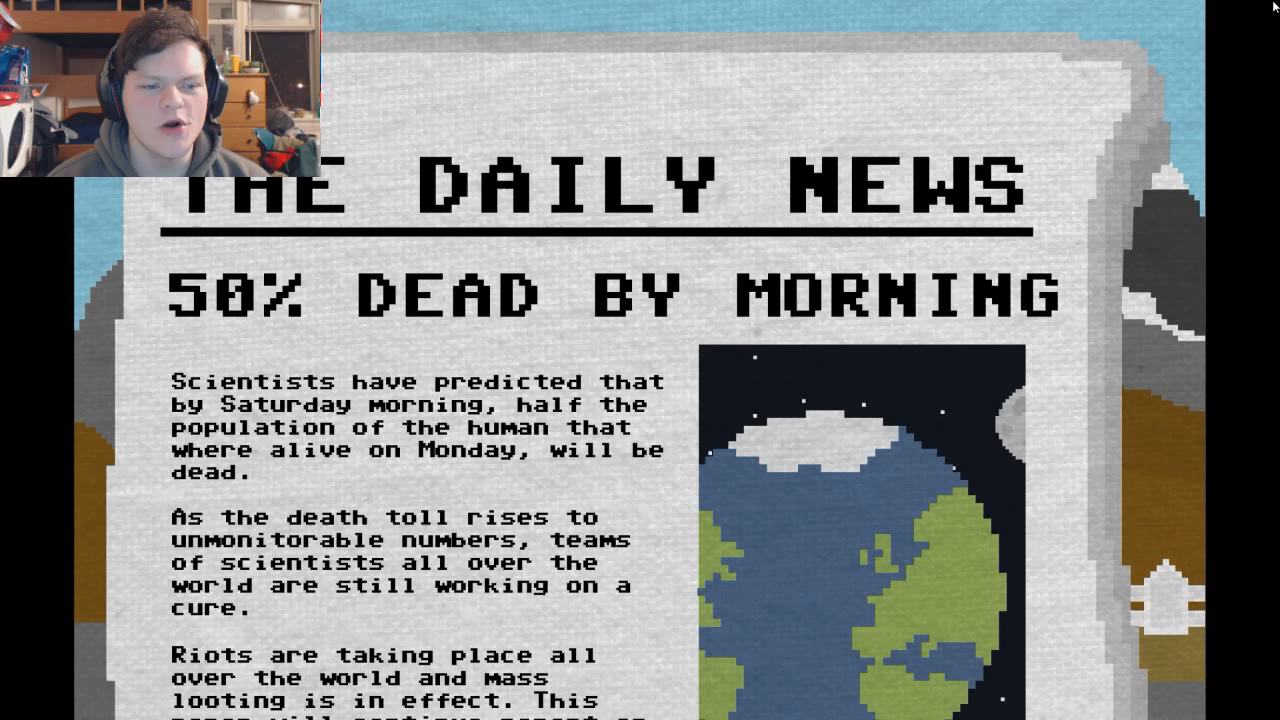 THE DAILY NEWS
50% DEAD BY MORNING
Scientists have predicted that
by Saturday morning, half the
population of the human that
where alive on Monday, will be
dead.
As the death toll rises to
unmonitorable numbers, teams
of scientists all over the
world are still working on a
cure.
Riots are taking place all
over the world and mass
looting is in effect. This